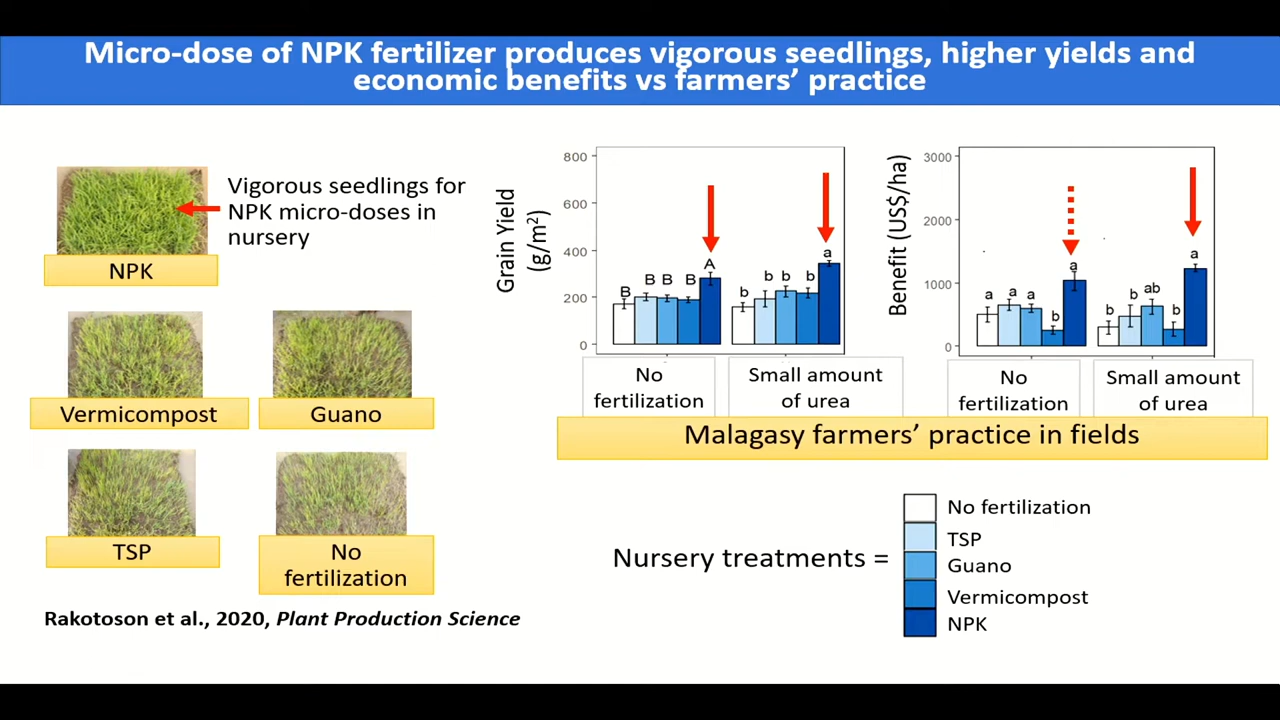 Micro-dose of NPK fertilizer produces vigorous seedlings, higher yields and
economic benefits vs farmers’ practice
Vigorous seedlings for
NPK micro-doses in
nursery
NPK
Vermicompost
Guano
TSP
No
fertilization
Rakotoson et al., 2020, Plant Production Science
Grain Yield
(g/m²)
800
600
400
200
0
B
B
B
B
A
b
b
b
b
a
No
fertilization
Small amount
of urea
Benefit (US$/ha)
3000
2000
1000
0
a
a
a
b
a
b
b
ab
b
a
No
fertilization
Small amount
of urea
Malagasy farmers’ practice in fields
Nursery treatments =
No fertilization
TSP
Guano
Vermicompost
NPK